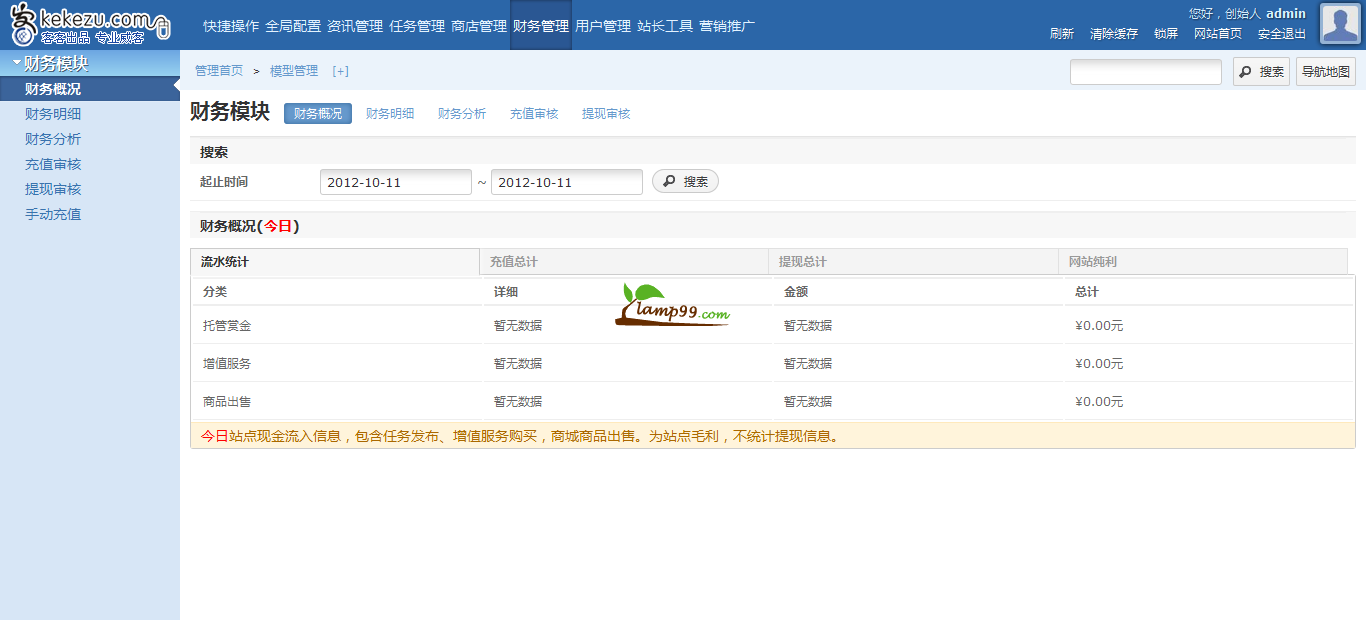 kekezu.com
客客出品 专业威客
快捷操作 全局配置 资讯管理 任务管理 商店管理 财务管理 用户管理 站长工具 营销推广
您好，创始人 admin
刷新 清除缓存 锁屏 网站首页 安全退出
财务模块
财务概况
财务明细
财务分析
充值审核
提现审核
手动充值
管理首页 > 模型管理 [+]
搜索 导航地图
财务模块 财务概况 财务明细 财务分析 充值审核 提现审核
搜索
起止时间 2012-10-11 ~ 2012-10-11 搜索
财务概况(今日)
流水统计 充值总计 提现总计 网站纯利
分类 详细 金额 总计
lamp99.com
托管赏金 暂无数据 暂无数据 ¥0.00元
增值服务 暂无数据 暂无数据 ¥0.00元
商品出售 暂无数据 暂无数据 ¥0.00元
今日站点现金流入信息，包含任务发布、增值服务购买，商城商品出售。为站点毛利，不统计提现信息。